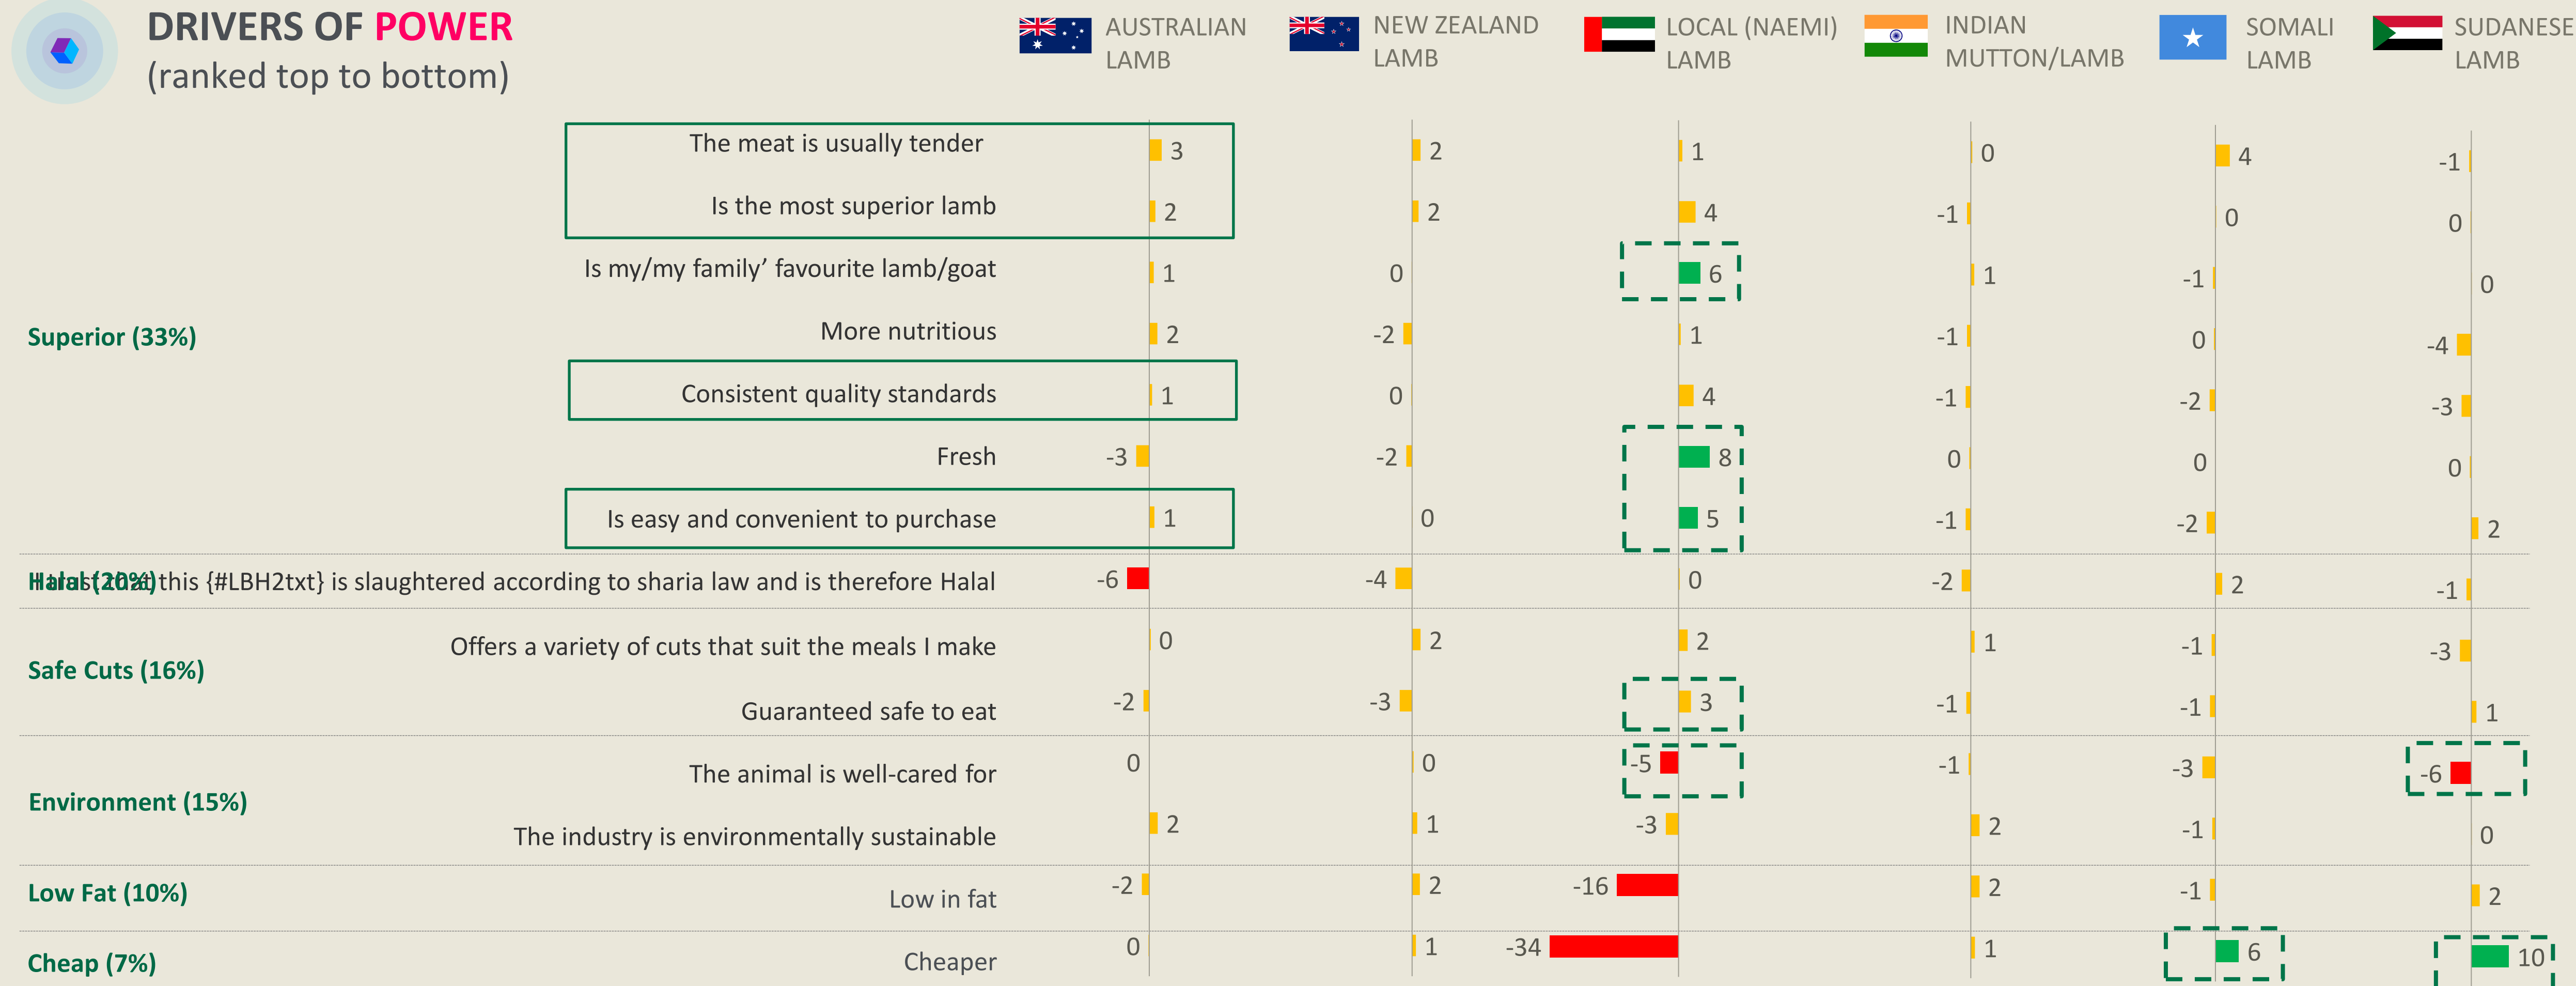 DRIVERS OF POWER
(ranked top to bottom)
AUSTRALIAN
LAMB
NEW ZEALAND
LAMB
LOCAL (NAEMI)
LAMB
INDIAN
MUTTON/LAMB
SOMALI
LAMB
SUDANESE
LAMB
The meat is usually tender 3 2 1 0 4 -1
Is the most superior lamb 2 2 4 -1 0 0
Is my/my family’ favourite lamb/goat 1 0 6 1 -1 0
Superior (33%)
More nutritious 2 -2 1 -1 0 -4
Consistent quality standards 1 0 4 -1 -2 -3
Fresh -3 -2 8 0 0 0
Is easy and convenient to purchase 1 0 5 -1 -2 2
Halal (20%)
this {#LBH2txt} is slaughtered according to sharia law and is therefore Halal -6 -4 0 -2 2 -1
Offers a variety of cuts that suit the meals I make 0 2 2 1 -1 -3
Safe Cuts (16%)
Guaranteed safe to eat -2 -3 3 -1 -1 1
The animal is well-cared for 0 0 -5 -1 -3 -6
Environment (15%)
The industry is environmentally sustainable 2 1 -3 2 -1 0
Low Fat (10%)
Low in fat -2 2 -16 2 -1 2
Cheap (7%)
Cheaper 0 1 -34 1 6 10